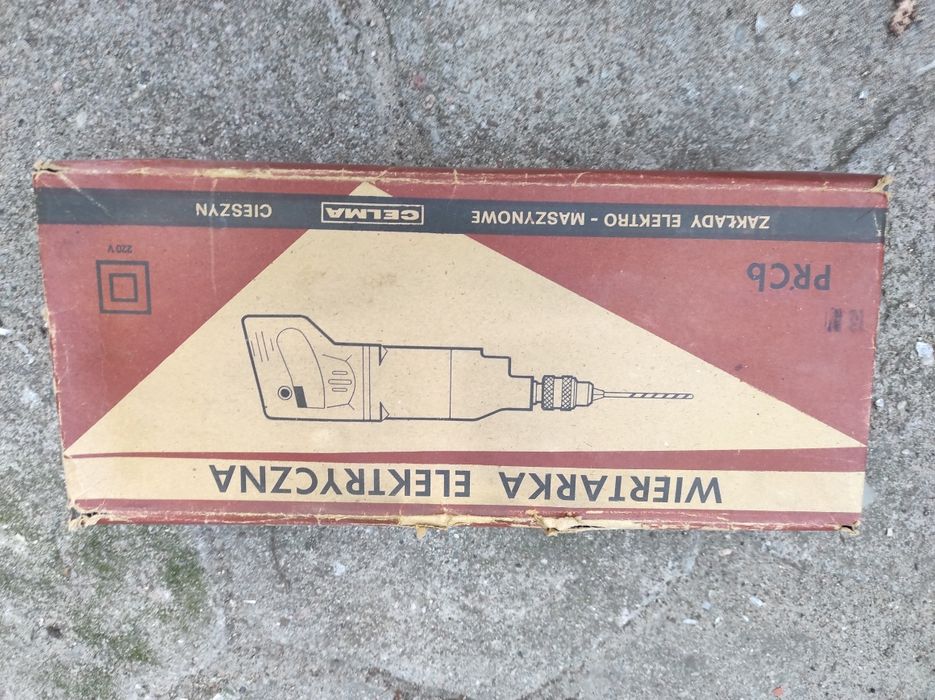 WIERTARKA ELEKTRYCZNA
PRCb
220 V
ZAKŁADY ELEKTRO - MASZYNOWE CELMA CIESZYN